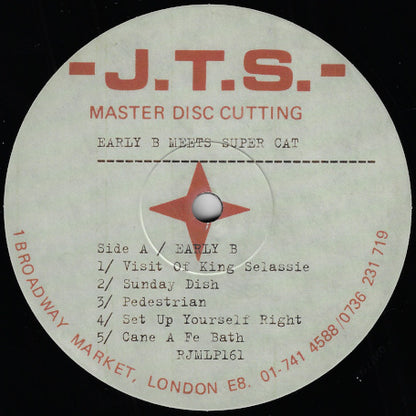 -J.T.S.-
MASTER DISC CUTTING
EARLY B MEETS SUPER CAT
Side A / EARLY B
1/ Visit Of King Selassie
2/ Sunday Dish
3/ Pedestrian
4/ Set Up Yourself Right
5/ Cane A Fe Bath
RJMLP161
1 BROADWAY MARKET, LONDON E8. 01-741 4588/0736 231 719